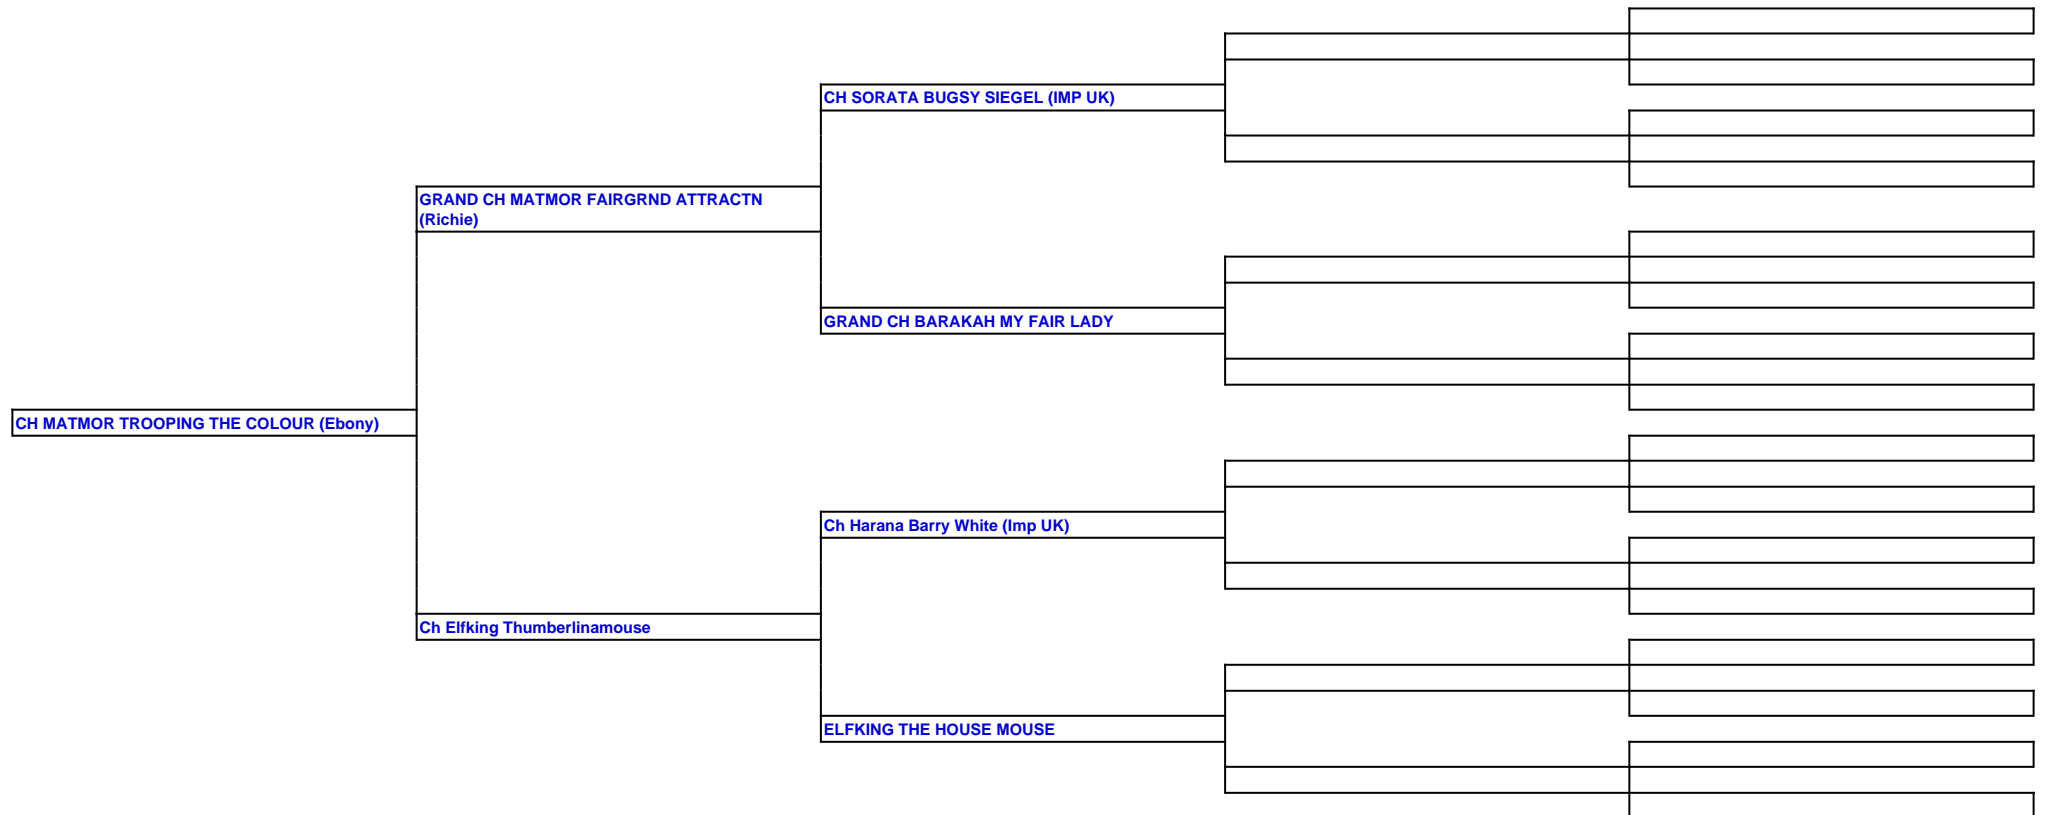 CH SORATA BUGSY SIEGEL (IMP UK)
GRAND CH MATMOR FAIRGRND ATTRACTN
(Richie)
GRAND CH BARAKAH MY FAIR LADY
CH MATMOR TROOPING THE COLOUR (Ebony)
Ch Harana Barry White (Imp UK)
Ch Elfking Thumberlinamouse
ELFKING THE HOUSE MOUSE